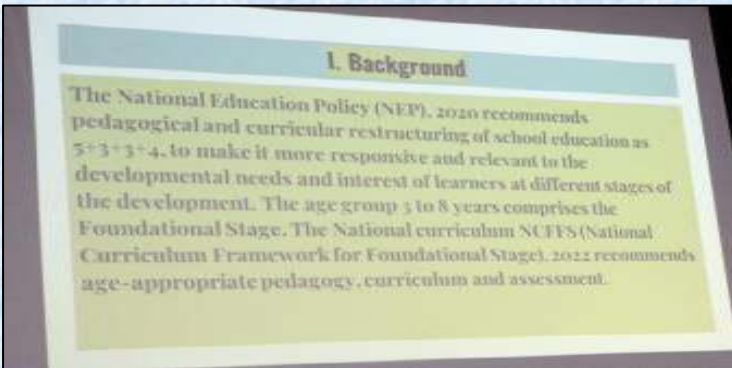 1. Background
The National Education Policy (NEP), 2020 recommends
pedagogical and curricular restructuring of school education as
5+3+3+4, to make it more responsive and relevant to the
developmental needs and interest of learners at different stages of
the development. The age group 3 to 8 years comprises the
Foundational Stage. The National curriculum NCFFS (National
Curriculum Framework for Foundational Stage), 2022 recommends
age-appropriate pedagogy, curriculum and assessment.